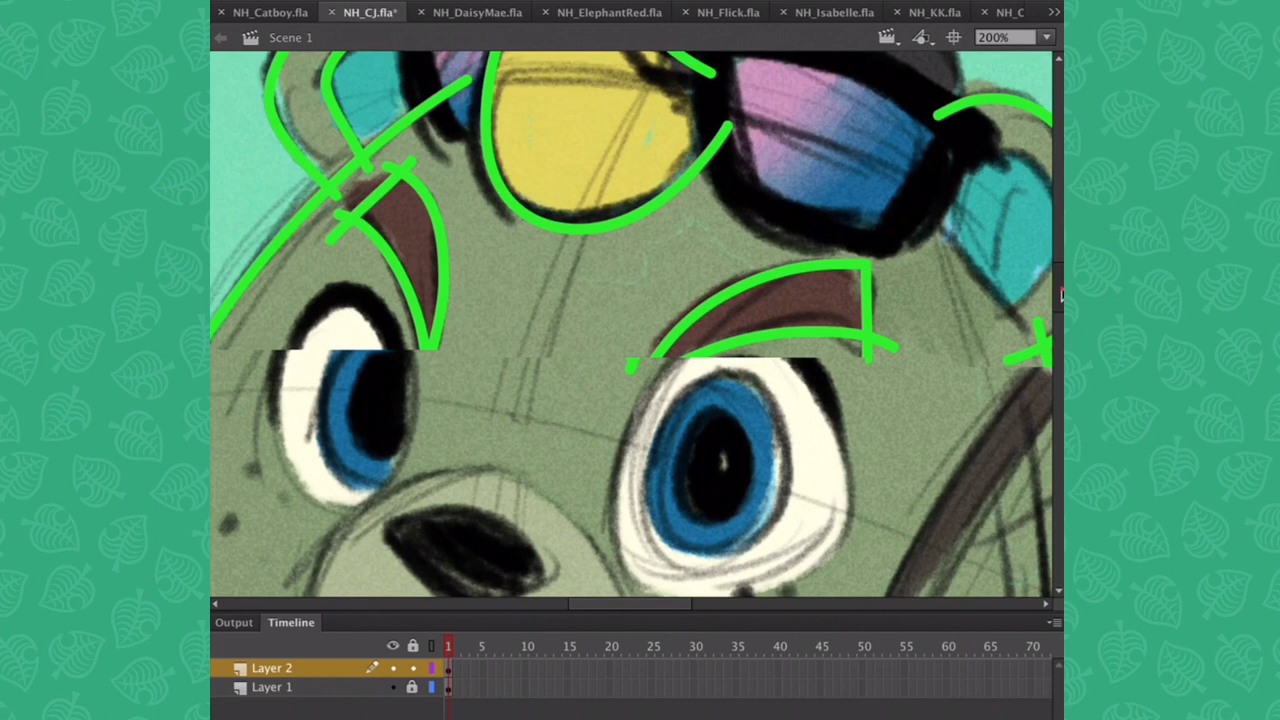 NH_Catboy.fla NH_CJ.fla* NH_DaisyMae.fla NH_ElephantRed.fla NH_Flick.fla NH_Isabelle.fla NH_KK.fla NH_C
Scene 1 200%
Output Timeline
1 5 10 15 20 25 30 35 40 45 50 55 60 65 70
Layer 2
Layer 1